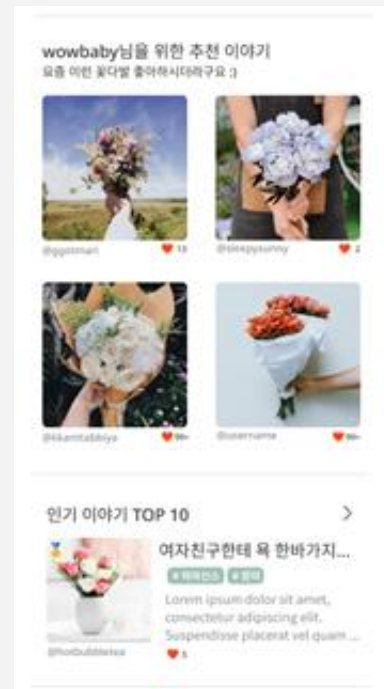 wowbaby님을 위한 추천 이야기
요즘 이런 꽃다발 좋아하시더라구요 :)
@ggotmari 10
@sleepysunny 2
99+
@username 99+
인기 이야기 TOP 10
여자친구한테 욕 한바가지...
Lorem ipsum dolor sit amet,
consectetur adipiscing elit.
Suspendisse placerat vel quam ...
@hotbubbletea
5